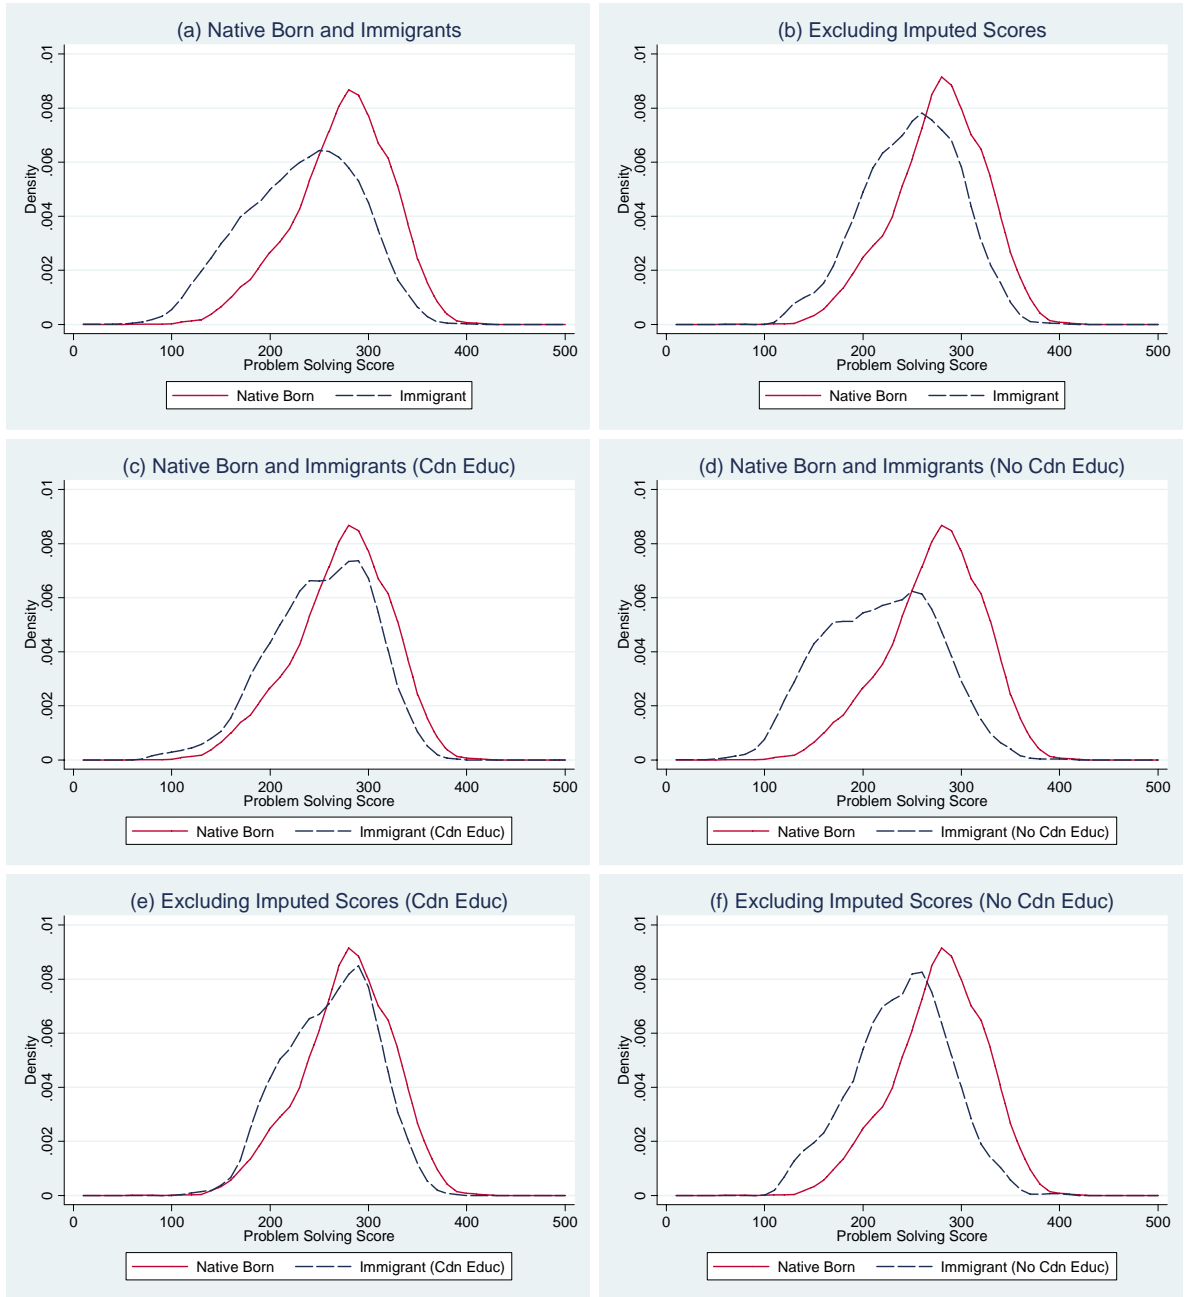 (a) Native Born and Immigrants
.01
.008
.006
.004
.002
0
Density
0 100 200 300 400 500
Problem Solving Score
Native Born Immigrant
(b) Excluding Imputed Scores
.01
.008
.006
.004
.002
0
Density
0 100 200 300 400 500
Problem Solving Score
Native Born Immigrant
(c) Native Born and Immigrants (Cdn Educ)
.01
.008
.006
.004
.002
0
Density
0 100 200 300 400 500
Problem Solving Score
Native Born Immigrant (Cdn Educ)
(d) Native Born and Immigrants (No Cdn Educ)
.01
.008
.006
.004
.002
0
Density
0 100 200 300 400 500
Problem Solving Score
Native Born Immigrant (No Cdn Educ)
(e) Excluding Imputed Scores (Cdn Educ)
.01
.008
.006
.004
.002
0
Density
0 100 200 300 400 500
Problem Solving Score
Native Born Immigrant (Cdn Educ)
(f) Excluding Imputed Scores (No Cdn Educ)
.01
.008
.006
.004
.002
0
Density
0 100 200 300 400 500
Problem Solving Score
Native Born Immigrant (No Cdn Educ)